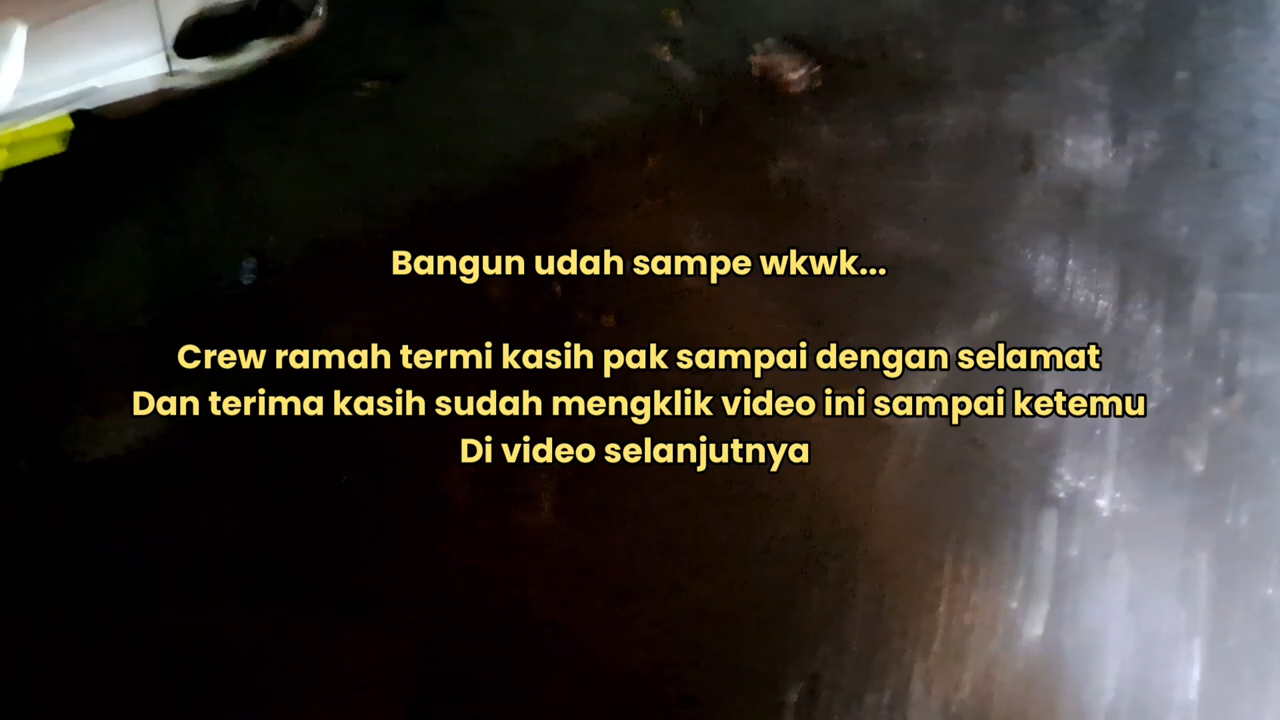 Bangun udah sampe wkwk...
Crew ramah termi kasih pak sampai dengan selamat
Dan terima kasih sudah mengklik video ini sampai ketemu
Di video selanjutnya